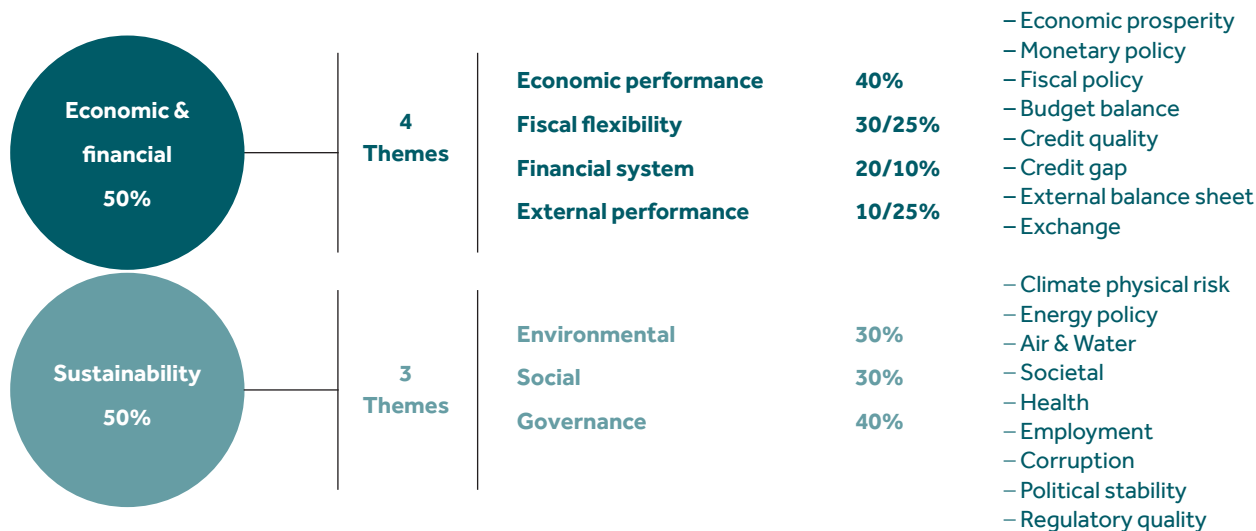 Economic &
financial
50%
4
Themes
Economic performance 40%
Fiscal flexibility 30/25%
Financial system 20/10%
External performance 10/25%
– Economic prosperity
– Monetary policy
– Fiscal policy
– Budget balance
– Credit quality
– Credit gap
– External balance sheet
– Exchange
Sustainability
50%
3
Themes
Environmental 30%
Social 30%
Governance 40%
– Climate physical risk
– Energy policy
– Air & Water
– Societal
– Health
– Employment
– Corruption
– Political stability
– Regulatory quality